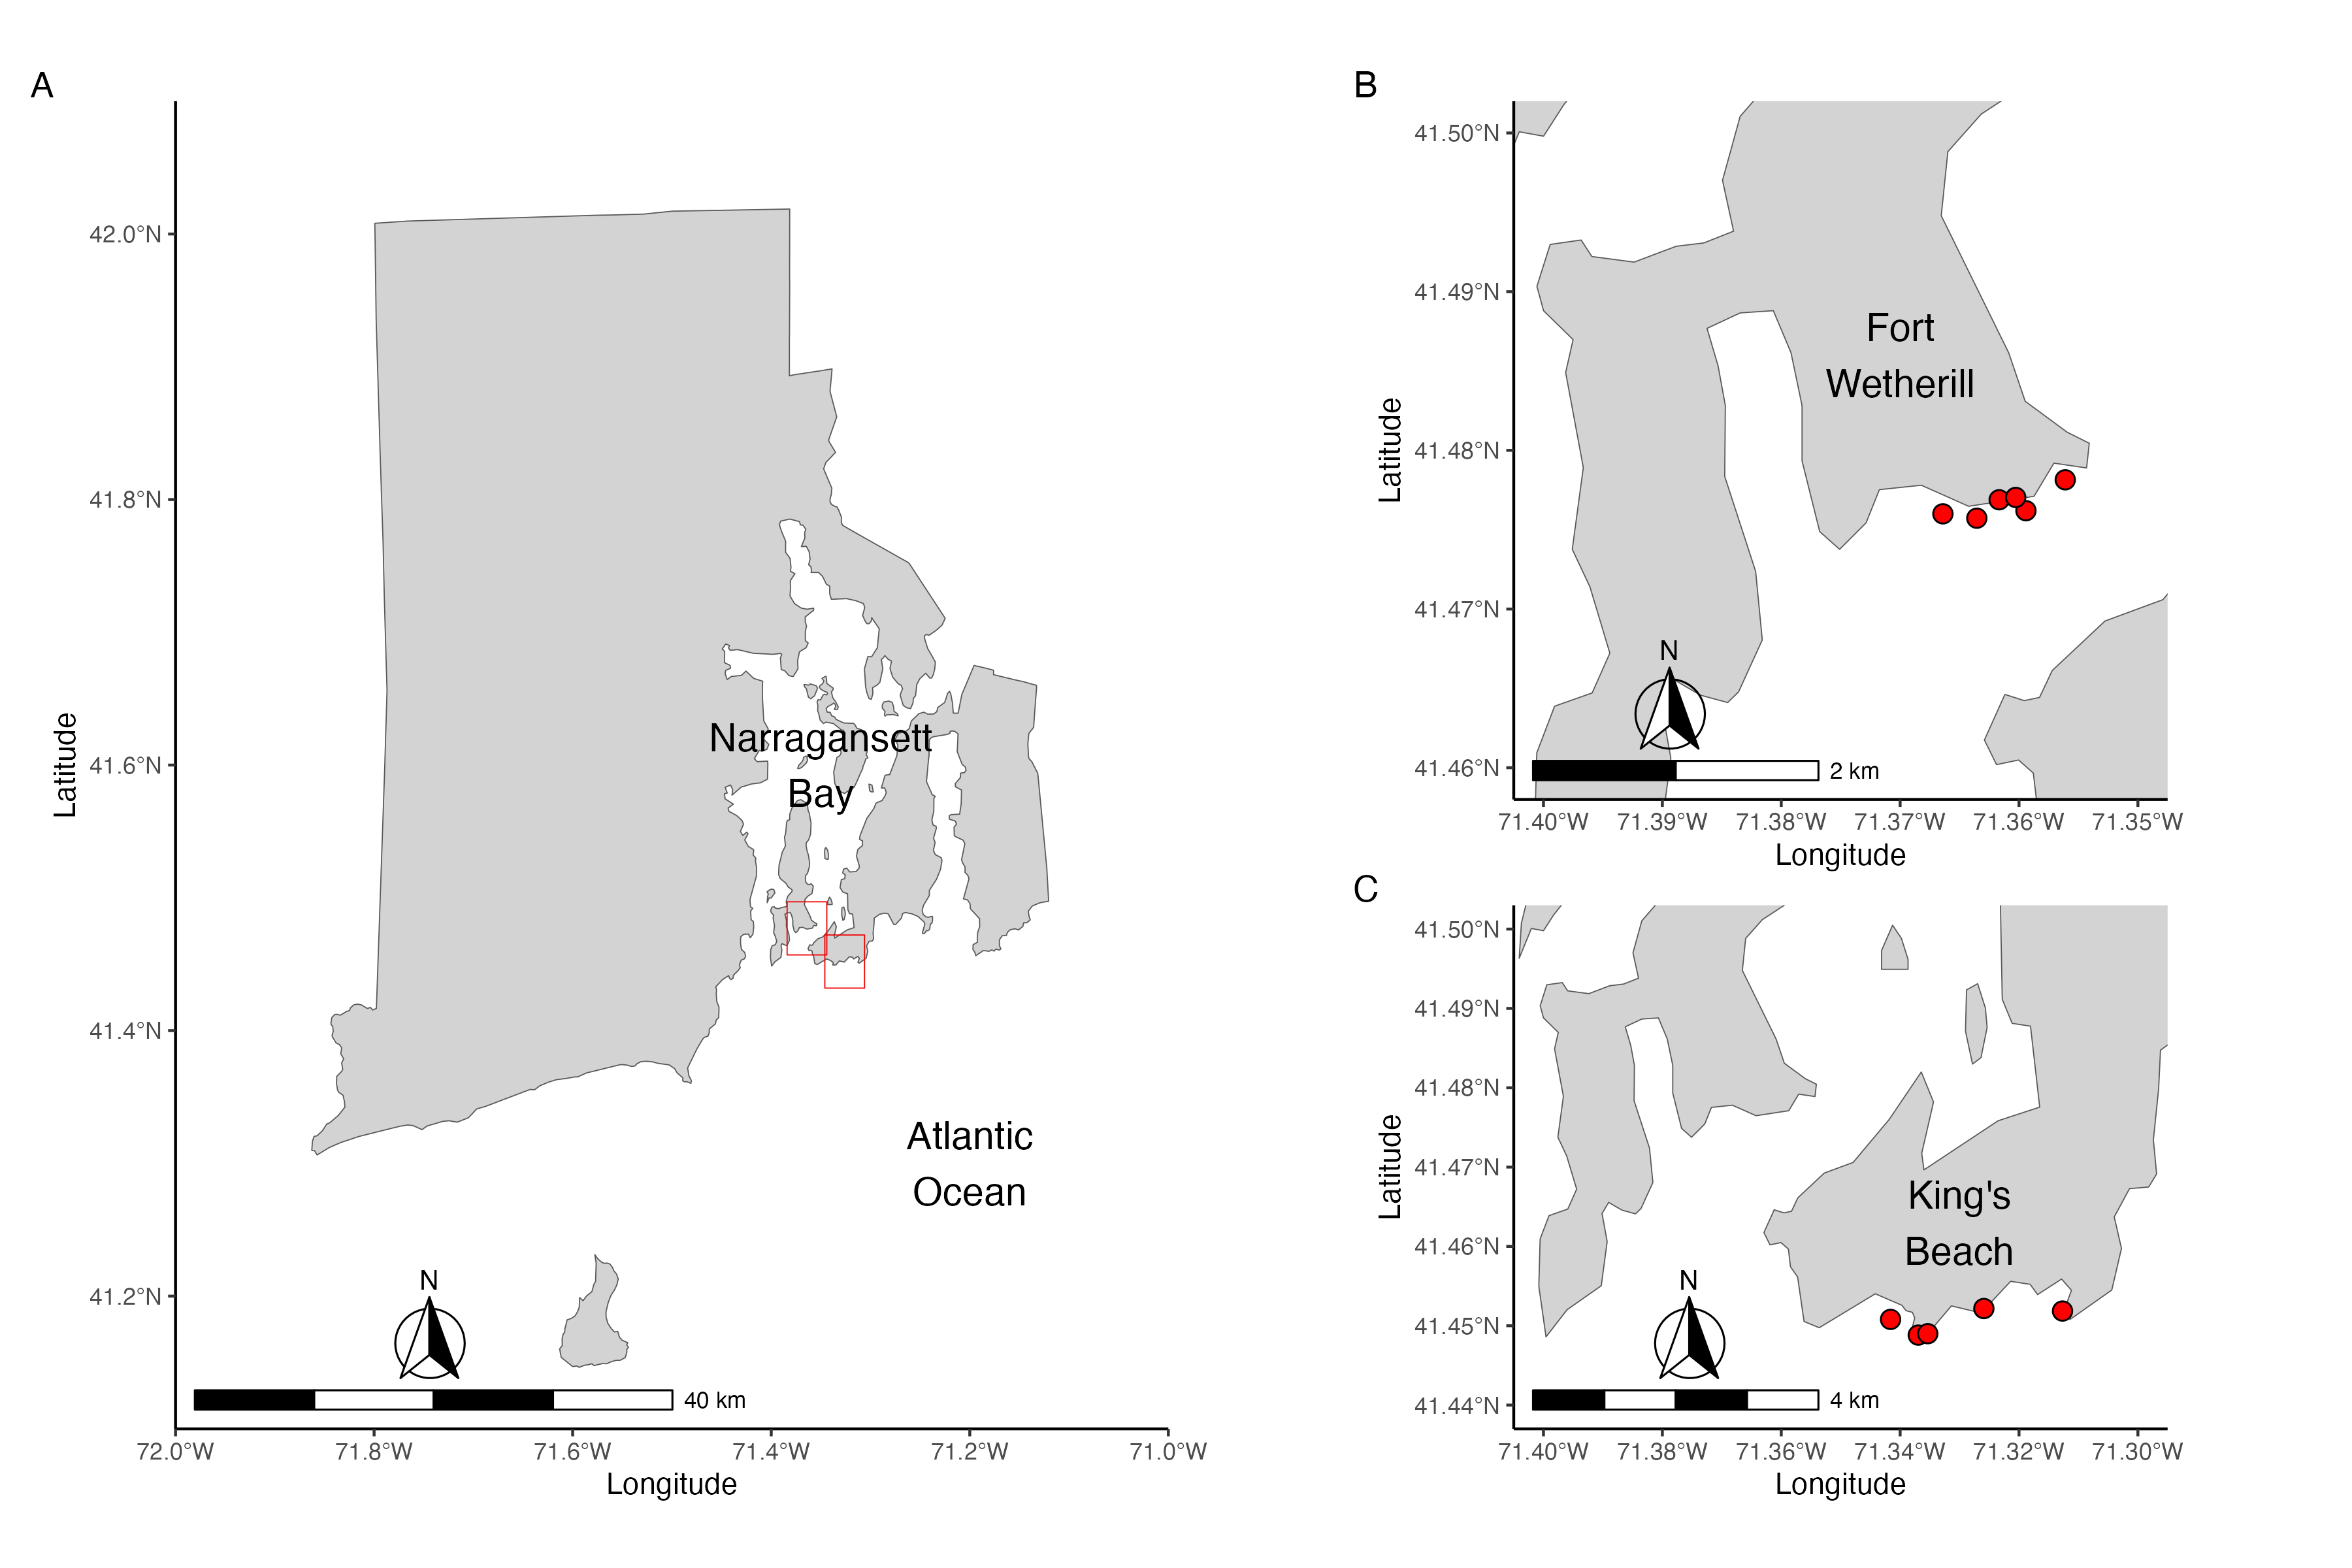 A
42.0°N
41.8°N
41.6°N
41.4°N
41.2°N
Latitude
Narragansett
Bay
Atlantic
Ocean
N
40 km
72.0°W 71.8°W 71.6°W 71.4°W 71.2°W 71.0°W
Longitude
B
41.50°N
41.49°N
41.48°N
41.47°N
41.46°N
Latitude
Fort
Wetherill
N
2 km
71.40°W 71.39°W 71.38°W 71.37°W 71.36°W 71.35°W
Longitude
C
41.50°N
41.49°N
41.48°N
41.47°N
41.46°N
41.45°N
41.44°N
Latitude
King's
Beach
N
4 km
71.40°W 71.38°W 71.36°W 71.34°W 71.32°W 71.30°W
Longitude